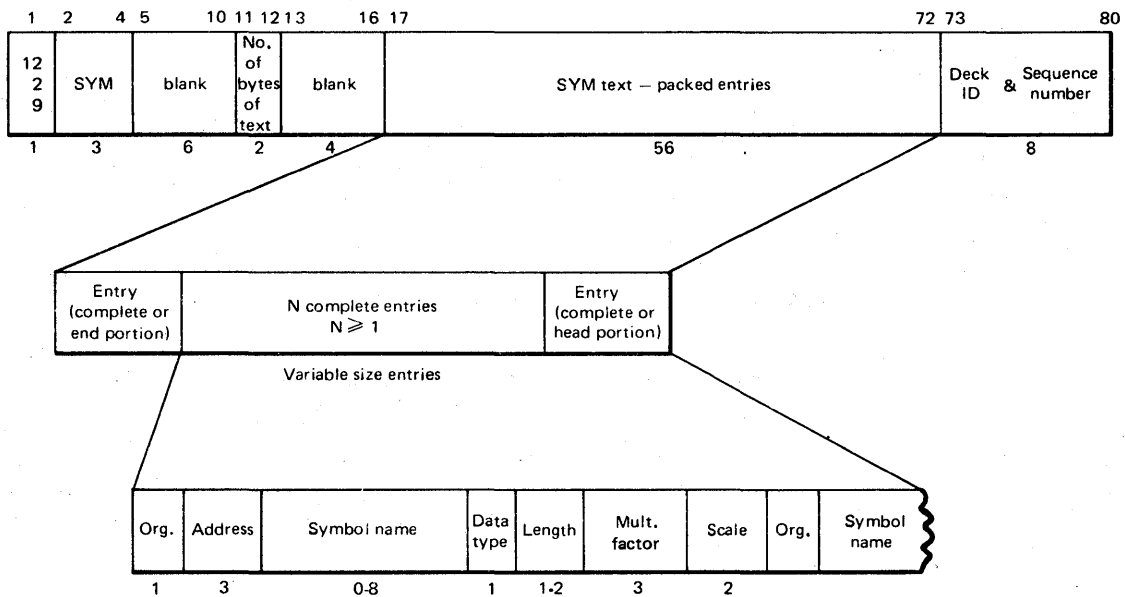 1 2 4 5 10 11 12 13 16 17 72 73 80
12
2
9
SYM
blank
No.
of
bytes
of
text
blank
SYM text — packed entries
Deck
ID
&
Sequence
number
1 3 6 2 4 56 8
Entry
(complete or
end portion)
N complete entries
N ⩾ 1
Entry
(complete or
head portion)
Variable size entries
Org.
Address
Symbol name
Data
type
Length
Mult.
factor
Scale
Org.
Symbol
name
1 3 0-8 1 1-2 3 2